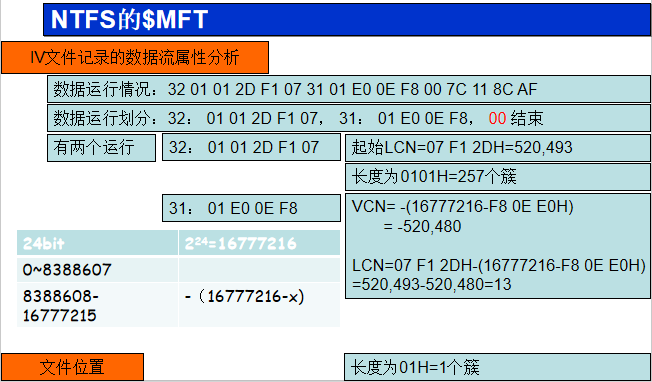 NTFS的$MFT
IV文件记录的数据流属性分析
数据运行情况：32 01 01 2D F1 07 31 01 E0 0E F8 00 7C 11 8C AF
数据运行划分：32： 01 01 2D F1 07， 31： 01 E0 0E F8， 00 结束
有两个运行
32： 01 01 2D F1 07
起始LCN=07 F1 2DH=520,493
长度为0101H=257个簇
31： 01 E0 0E F8
VCN= -(16777216-F8 0E E0H)
= -520,480
LCN=07 F1 2DH-(16777216-F8 0E E0H)
=520,493-520,480=13
24bit
2²⁴=16777216
0~8388607
8388608-
16777215
-（16777216-x)
文件位置
长度为01H=1个簇